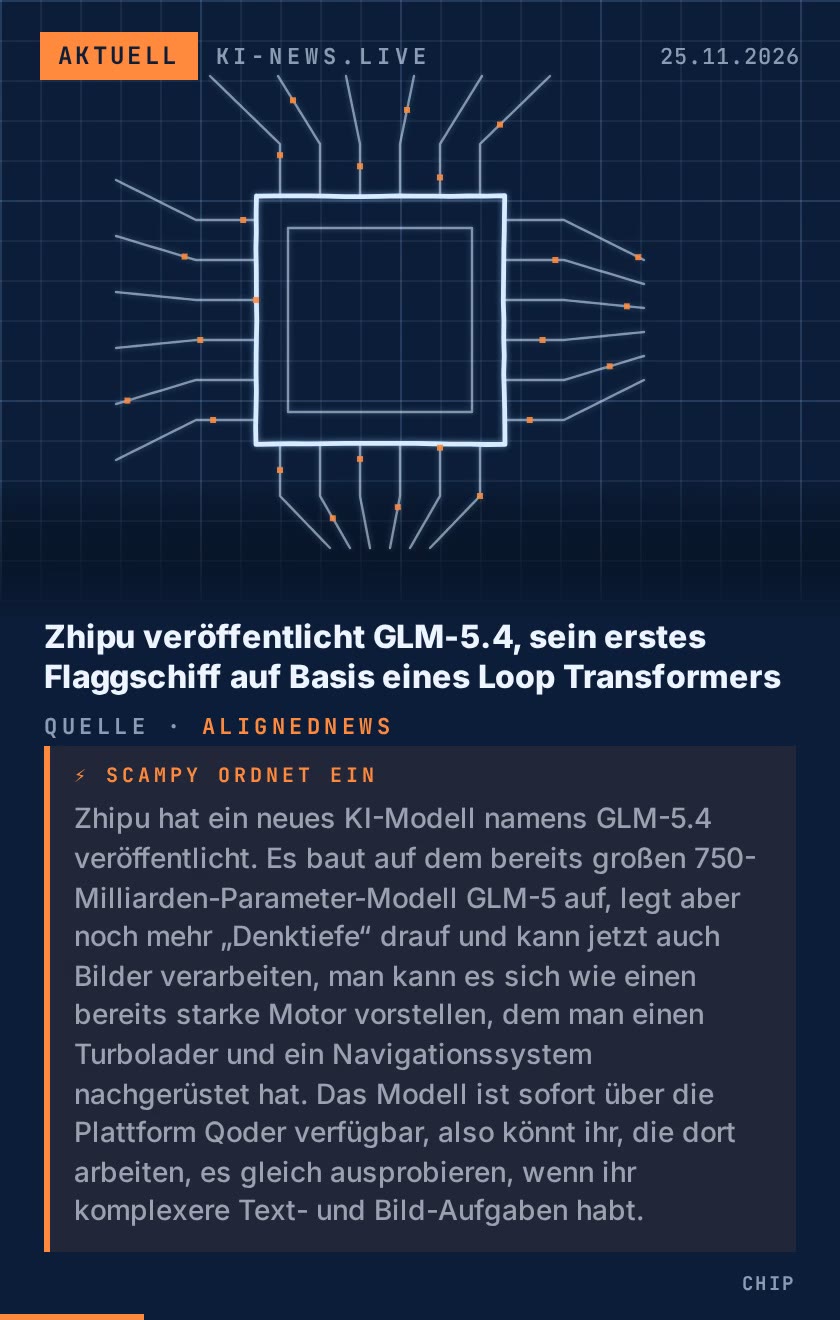 AKTUELL KI-NEWS.LIVE 25.11.2026
Zhipu veröffentlicht GLM-5.4, sein erstes
Flaggschiff auf Basis eines Loop Transformers
QUELLE · ALIGNEDNEWS
⚡ SCAMPY ORDNET EIN
Zhipu hat ein neues KI-Modell namens GLM-5.4
veröffentlicht. Es baut auf dem bereits großen 750-
Milliarden-Parameter-Modell GLM-5 auf, legt aber
noch mehr „Denktiefe“ drauf und kann jetzt auch
Bilder verarbeiten, man kann es sich wie einen
bereits starke Motor vorstellen, dem man einen
Turbolader und ein Navigationssystem
nachgerüstet hat. Das Modell ist sofort über die
Plattform Qoder verfügbar, also könnt ihr, die dort
arbeiten, es gleich ausprobieren, wenn ihr
komplexere Text- und Bild-Aufgaben habt.
CHIP